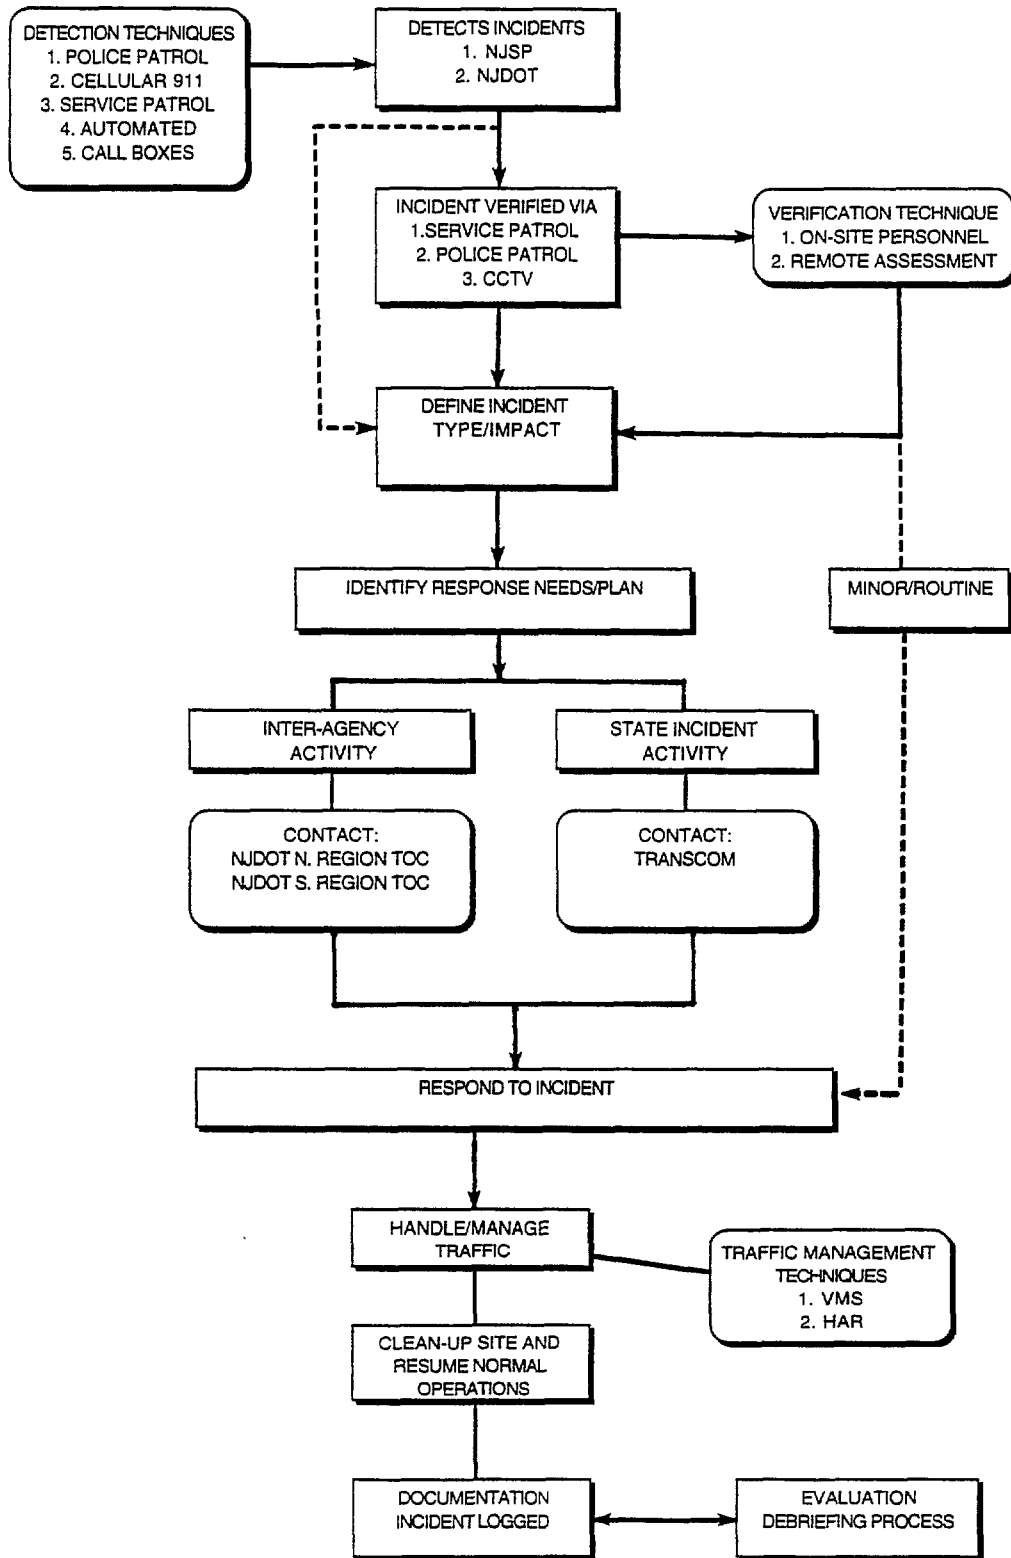 DETECTION TECHNIQUES
1. POLICE PATROL
2. CELLULAR 911
3. SERVICE PATROL
4. AUTOMATED
5. CALL BOXES
DETECTS INCIDENTS
1. NJSP
2. NJDOT
INCIDENT VERIFIED VIA
1.SERVICE PATROL
2. POLICE PATROL
3. CCTV
VERIFICATION TECHNIQUE
1. ON-SITE PERSONNEL
2. REMOTE ASSESSMENT
DEFINE INCIDENT
TYPE/IMPACT
IDENTIFY RESPONSE NEEDS/PLAN
MINOR/ROUTINE
INTER-AGENCY
ACTIVITY
STATE INCIDENT
ACTIVITY
CONTACT:
NJDOT N. REGION TOC
NJDOT S. REGION TOC
CONTACT:
TRANSCOM
RESPOND TO INCIDENT
HANDLE/MANAGE
TRAFFIC
TRAFFIC MANAGEMENT
TECHNIQUES
1. VMS
2. HAR
CLEAN-UP SITE AND
RESUME NORMAL
OPERATIONS
DOCUMENTATION
INCIDENT LOGGED
EVALUATION
DEBRIEFING PROCESS